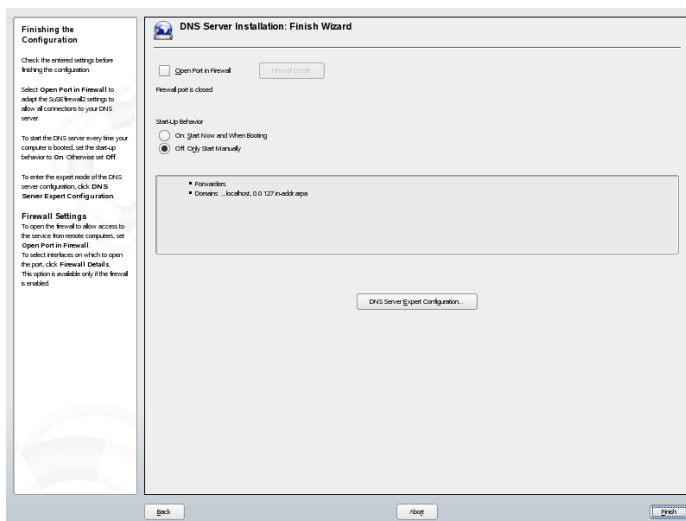 Finishing the
Configuration
Check the entered settings before
finishing the configuration.
Select Open Port in Firewall to
adapt the SuSEfirewall2 settings to
allow all connections to your DNS
server.
To start the DNS server every time your
computer is booted, set the start-up
behavior to On. Otherwise set Off.
To enter the expert mode of the DNS
server configuration, click DNS
Server Expert Configuration.
Firewall Settings
To open the firewall to allow access to
the service from remote computers, set
Open Port in Firewall.
To select interfaces on which to open
the port, click Firewall Details.
This option is available only if the firewall
is enabled.
DNS Server Installation: Finish Wizard
Open Port in Firewall
Firewall Details
Firewall port is closed
Start-Up Behavior
On: Start Now and When Booting
Off: Only Start Manually
Forwarders:
Domains: ., localhost, 0.0.127.in-addr.arpa
DNS Server Expert Configuration...
Back
Abort
Finish